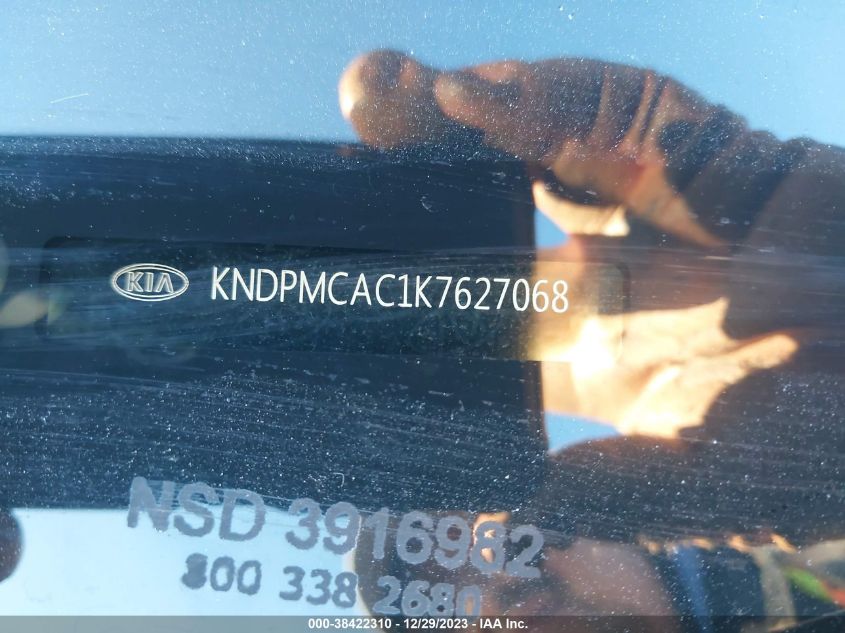 KIA KNDPMCAC1K7627068
NSD 3916982
800 338 2680
000-38422310 - 12/29/2023 - IAA Inc.